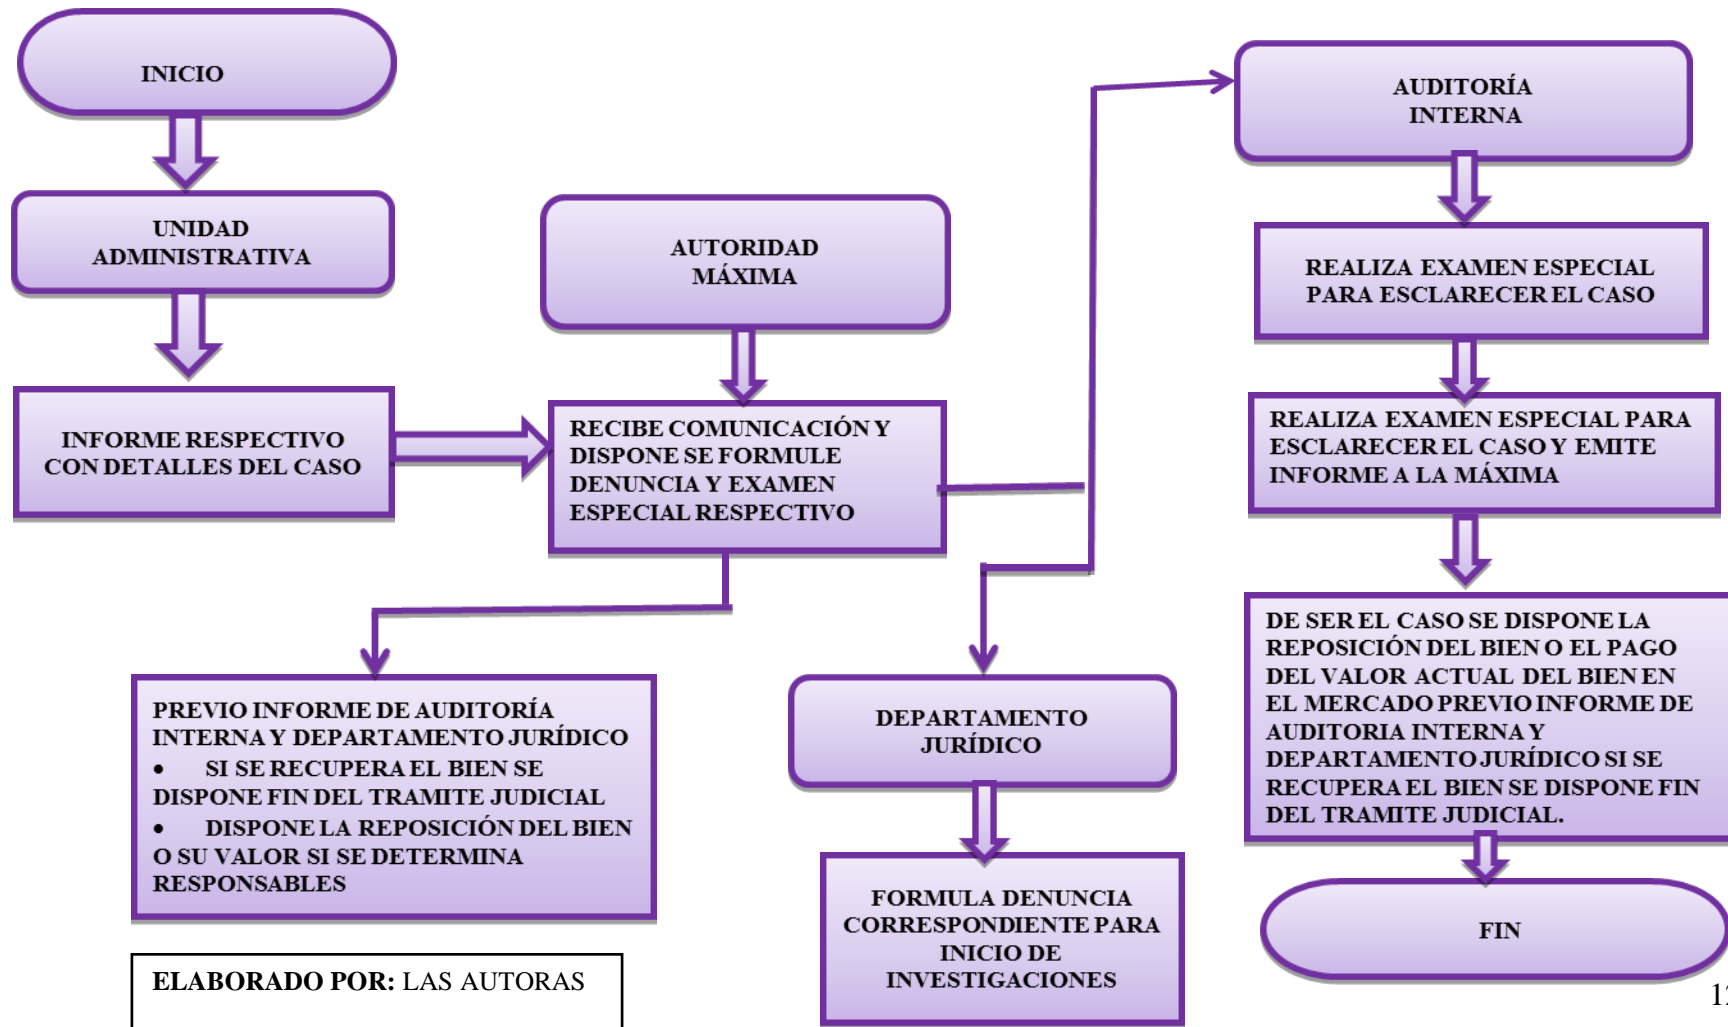 INICIO
UNIDAD
ADMINISTRATIVA
INFORME RESPECTIVO
CON DETALLES DEL CASO
AUTORIDAD
MÁXIMA
RECIBE COMUNICACIÓN Y
DISPONE SE FORMULE
DENUNCIA Y EXAMEN
ESPECIAL RESPECTIVO
PREVIO INFORME DE AUDITORÍA
INTERNA Y DEPARTAMENTO JURÍDICO
• SI SE RECUPERA EL BIEN SE
DISPONE FIN DEL TRAMITE JUDICIAL
• DISPONE LA REPOSICIÓN DEL BIEN
O SU VALOR SI SE DETERMINA
RESPONSABLES
DEPARTAMENTO
JURÍDICO
FORMULA DENUNCIA
CORRESPONDIENTE PARA
INICIO DE
INVESTIGACIONES
AUDITORÍA
INTERNA
REALIZA EXAMEN ESPECIAL
PARA ESCLARECER EL CASO
REALIZA EXAMEN ESPECIAL PARA
ESCLARECER EL CASO Y EMITE
INFORME A LA MÁXIMA
DE SER EL CASO SE DISPONE LA
REPOSICIÓN DEL BIEN O EL PAGO
DEL VALOR ACTUAL DEL BIEN EN
EL MERCADO PREVIO INFORME DE
AUDITORIA INTERNA Y
DEPARTAMENTO JURÍDICO SI SE
RECUPERA EL BIEN SE DISPONE FIN
DEL TRAMITE JUDICIAL.
FIN
ELABORADO POR: LAS AUTORAS